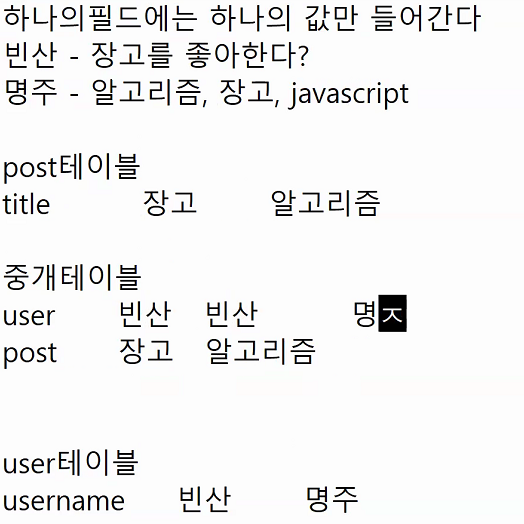 하나의필드에는 하나의 값만 들어간다
빈산 - 장고를 좋아한다?
명주 - 알고리즘, 장고, javascript
post테이블
title 장고 알고리즘
중개테이블
user 빈산 빈산 명ㅈ
post 장고 알고리즘
user테이블
username 빈산 명주